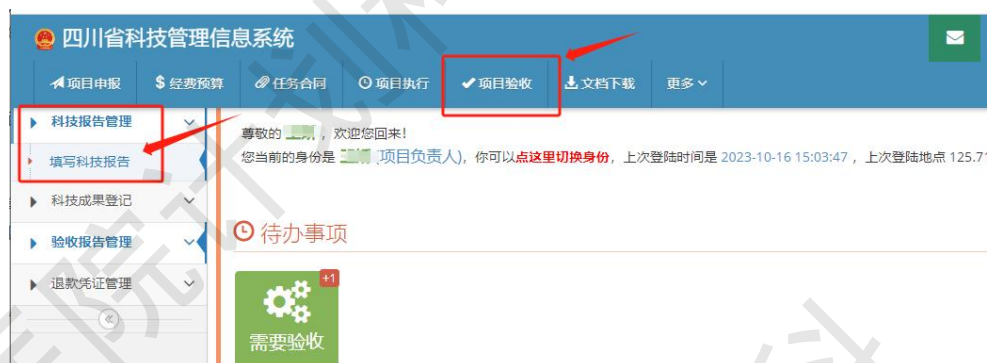 四川省科技管理信息系统
项目申报 $ 经费预算 任务合同 项目执行 项目验收 文档下载 更多
科技报告管理
填写科技报告
科技成果登记
验收报告管理
退款凭证管理
尊敬的 ，欢迎您回来!
您当前的身份是 项目负责人)，你可以点这里切换身份，上次登陆时间是 2023-10-16 15:03:47 ，上次登陆地点 125.71
待办事项
+1
需要验收